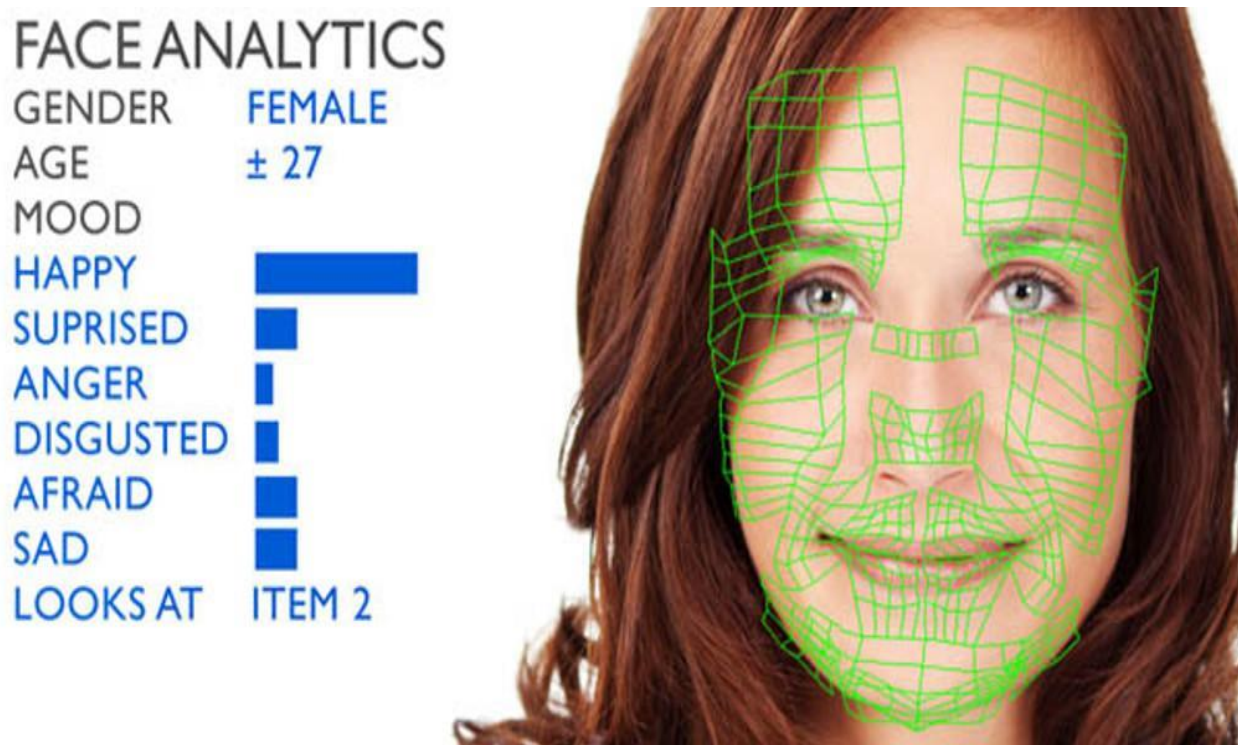 FACE ANALYTICS
GENDER FEMALE
AGE ± 27
MOOD
HAPPY
SUPRISED
ANGER
DISGUSTED
AFRAID
SAD
LOOKS AT ITEM 2